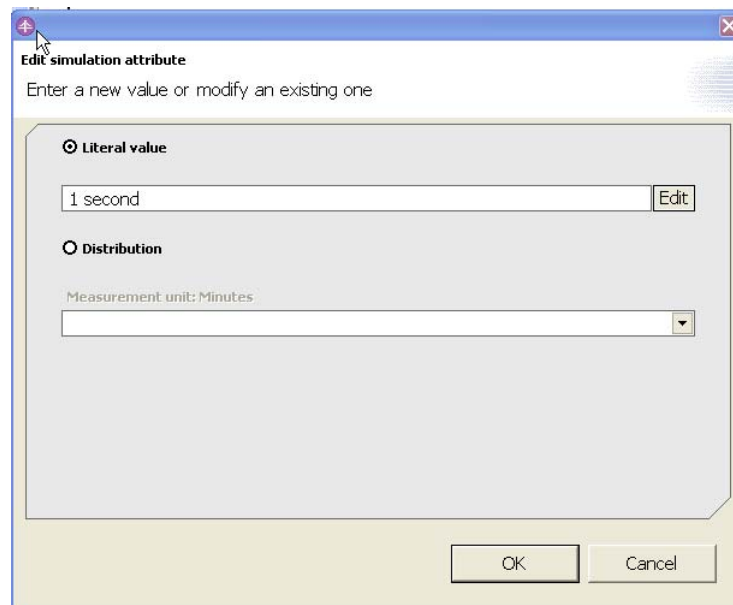 Edit simulation attribute
Enter a new value or modify an existing one
Literal value
1 second
Edit
Distribution
Measurement unit: Minutes
OK
Cancel